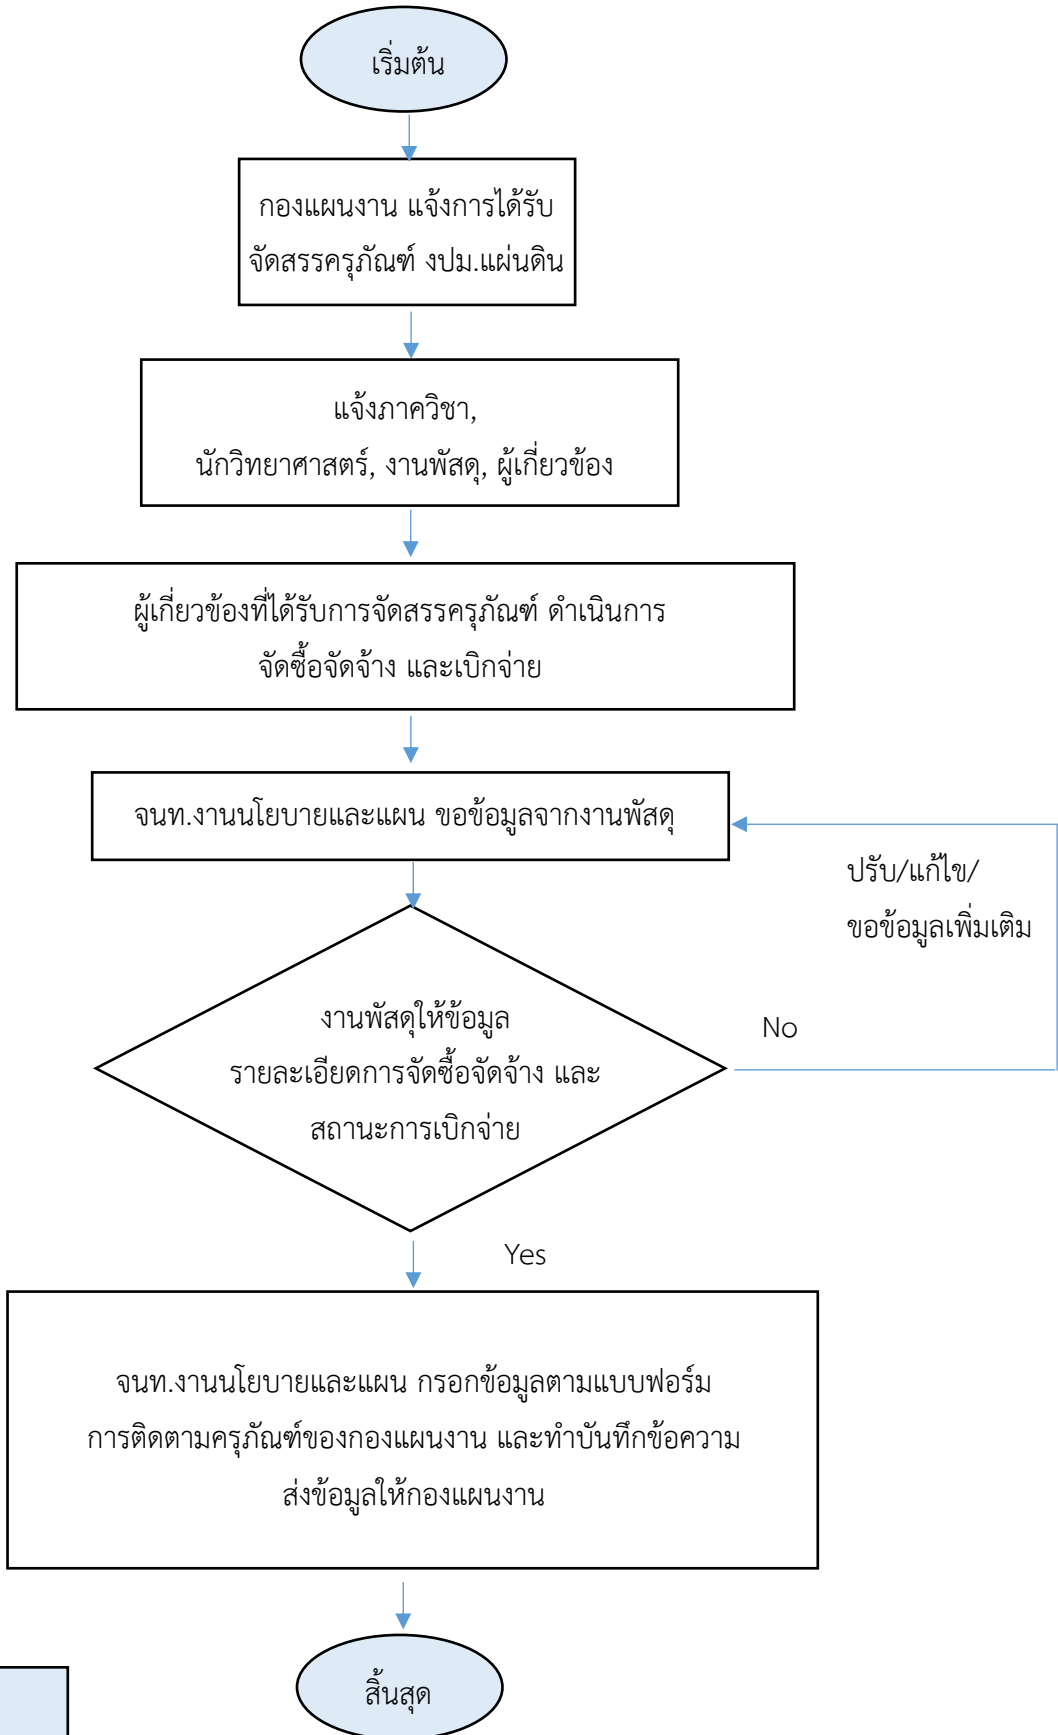 เริ่มต้น
กองแผนงาน แจ้งการได้รับ
จัดสรรครุภัณฑ์ งปม.แผ่นดิน
แจ้งภาควิชา,
นักวิทยาศาสตร์, งานพัสดุ, ผู้เกี่ยวข้อง
ผู้เกี่ยวข้องที่ได้รับการจัดสรรครุภัณฑ์ ดำเนินการ
จัดซื้อจัดจ้าง และเบิกจ่าย
จนท.งานนโยบายและแผน ขอข้อมูลจากงานพัสดุ
ปรับ/แก้ไข/
ขอข้อมูลเพิ่มเติม
งานพัสดุให้ข้อมูล
รายละเอียดการจัดซื้อจัดจ้าง และ
สถานะการเบิกจ่าย
No
Yes
จนท.งานนโยบายและแผน กรอกข้อมูลตามแบบฟอร์ม
การติดตามครุภัณฑ์ของกองแผนงาน และทำบันทึกข้อความ
ส่งข้อมูลให้กองแผนงาน
สิ้นสุด